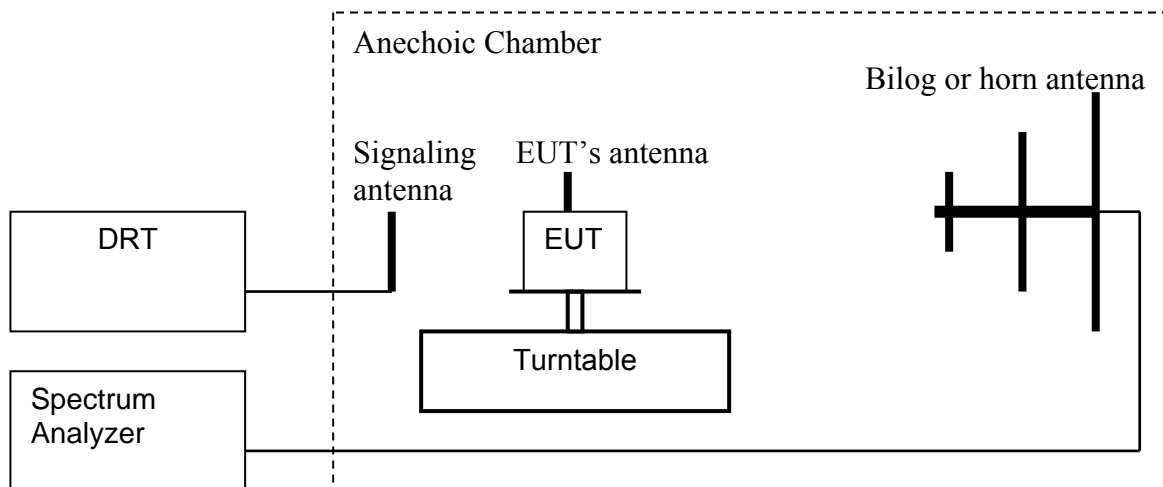 Anechoic Chamber
Bilog or horn antenna
Signaling
antenna
EUT’s antenna
DRT
EUT
Turntable
Spectrum
Analyzer